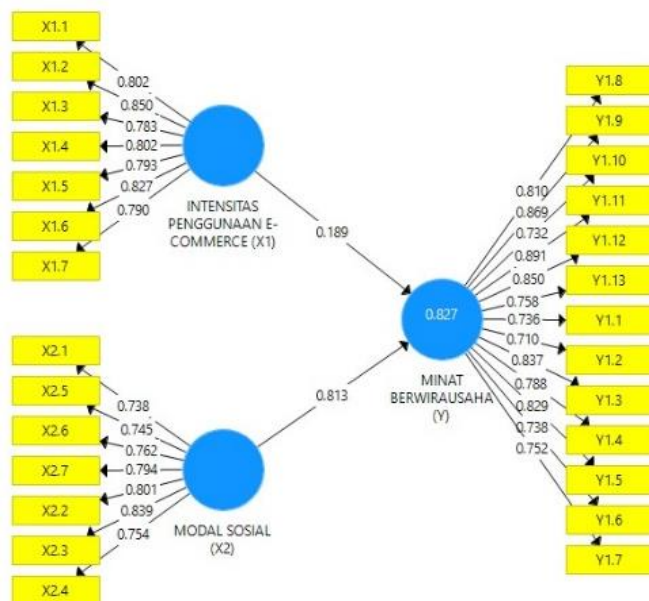 X1.1
X1.2
X1.3
X1.4
X1.5
X1.6
X1.7
0.802
0.850
0.783
0.802
0.793
0.827
0.790
INTENSITAS
PENGGUNAAN E-
COMMERCE (X1)
0.189
X2.1
X2.5
X2.6
X2.7
X2.2
X2.3
X2.4
0.738
0.745
0.762
0.794
0.801
0.839
0.754
MODAL SOSIAL
(X2)
0.813
0.827
MINAT
BERWIRAUSAHA
(Y)
0.810
0.869
0.732
0.891
0.850
0.758
0.736
0.710
0.837
0.788
0.829
0.738
0.752
Y1.8
Y1.9
Y1.10
Y1.11
Y1.12
Y1.13
Y1.1
Y1.2
Y1.3
Y1.4
Y1.5
Y1.6
Y1.7